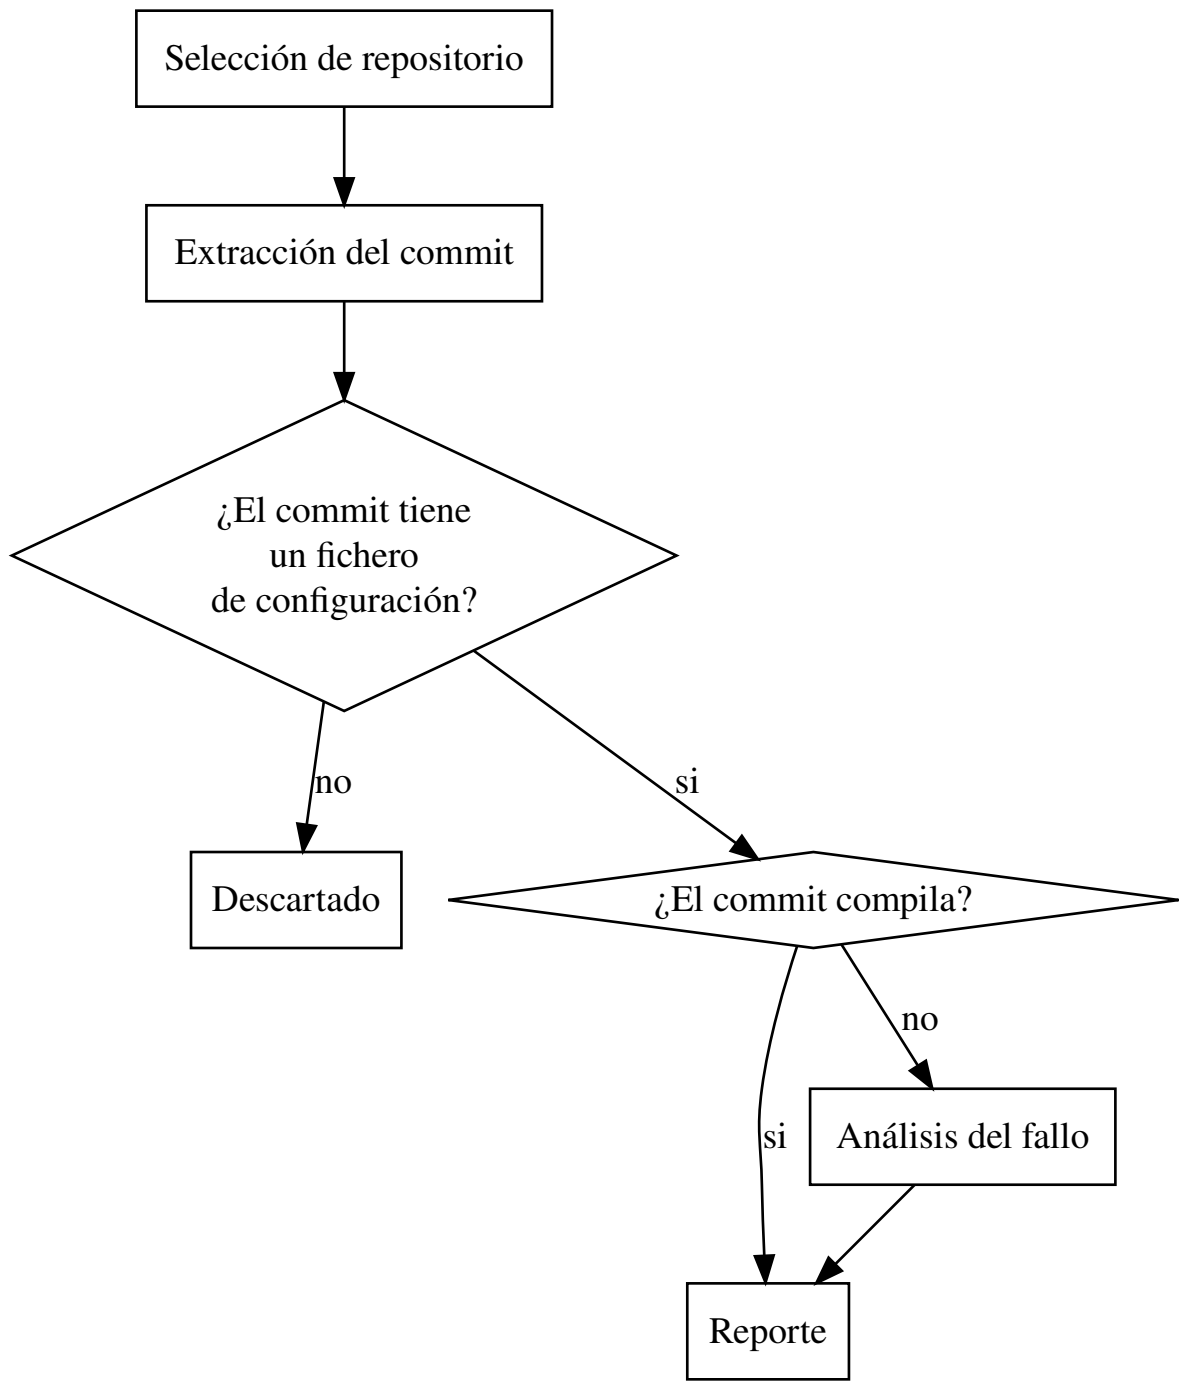 Selección de repositorio
Extracción del commit
¿El commit tiene
un fichero
de configuración?
no
si
Descartado
¿El commit compila?
no
si
Análisis del fallo
Reporte